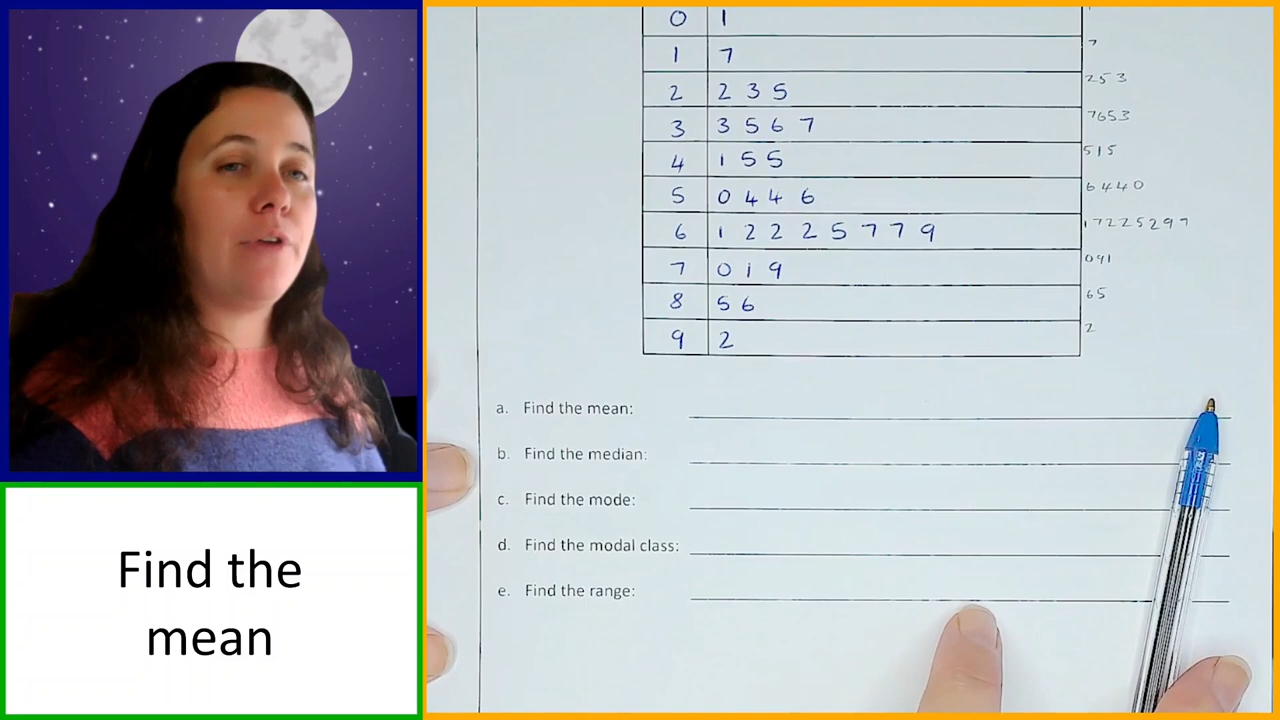 0 1
1 7 7
2 2 3 5 253
3 3 5 6 7 7653
4 1 5 5 515
5 0 4 4 6 6440
6 1 2 2 2 5 7 7 9 17225297
7 0 1 9 091
8 5 6 65
9 2 2
a. Find the mean:
b. Find the median:
c. Find the mode:
d. Find the modal class:
e. Find the range:
Find the
mean